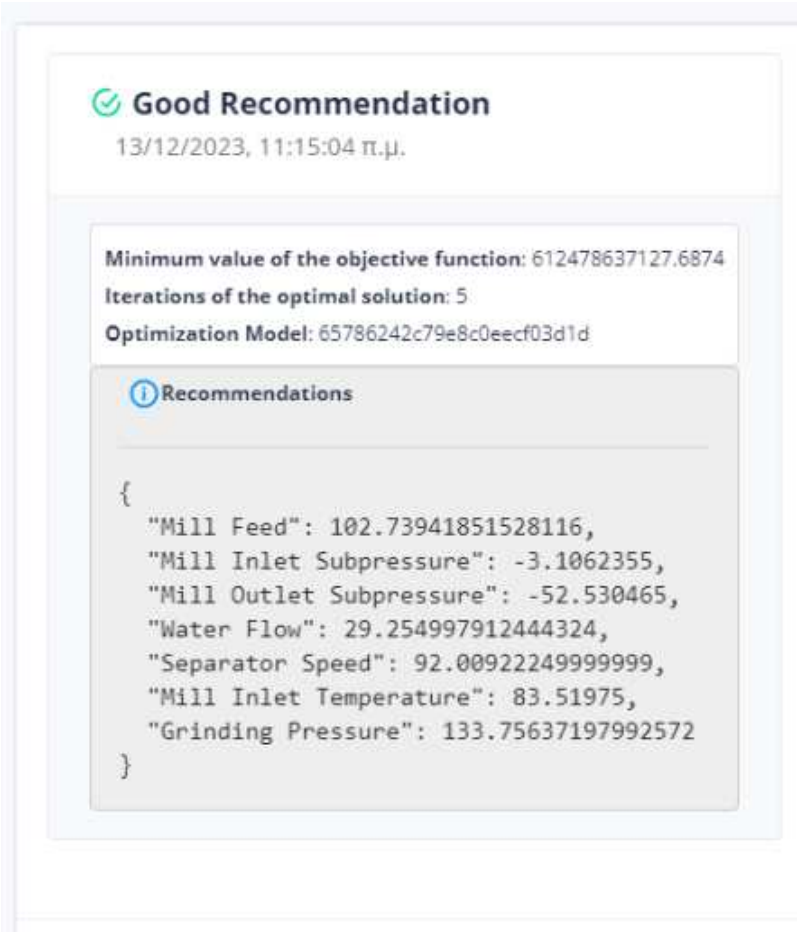 Good Recommendation
13/12/2023, 11:15:04 π.μ.
Minimum value of the objective function: 612478637127.6874
Iterations of the optimal solution: 5
Optimization Model: 65786242c79e8c0eecf03d1d
Recommendations
{
"Mill Feed": 102.73941851528116,
"Mill Inlet Subpressure": -3.1062355,
"Mill Outlet Subpressure": -52.530465,
"Water Flow": 29.254997912444324,
"Separator Speed": 92.00922249999999,
"Mill Inlet Temperature": 83.51975,
"Grinding Pressure": 133.75637197992572
}